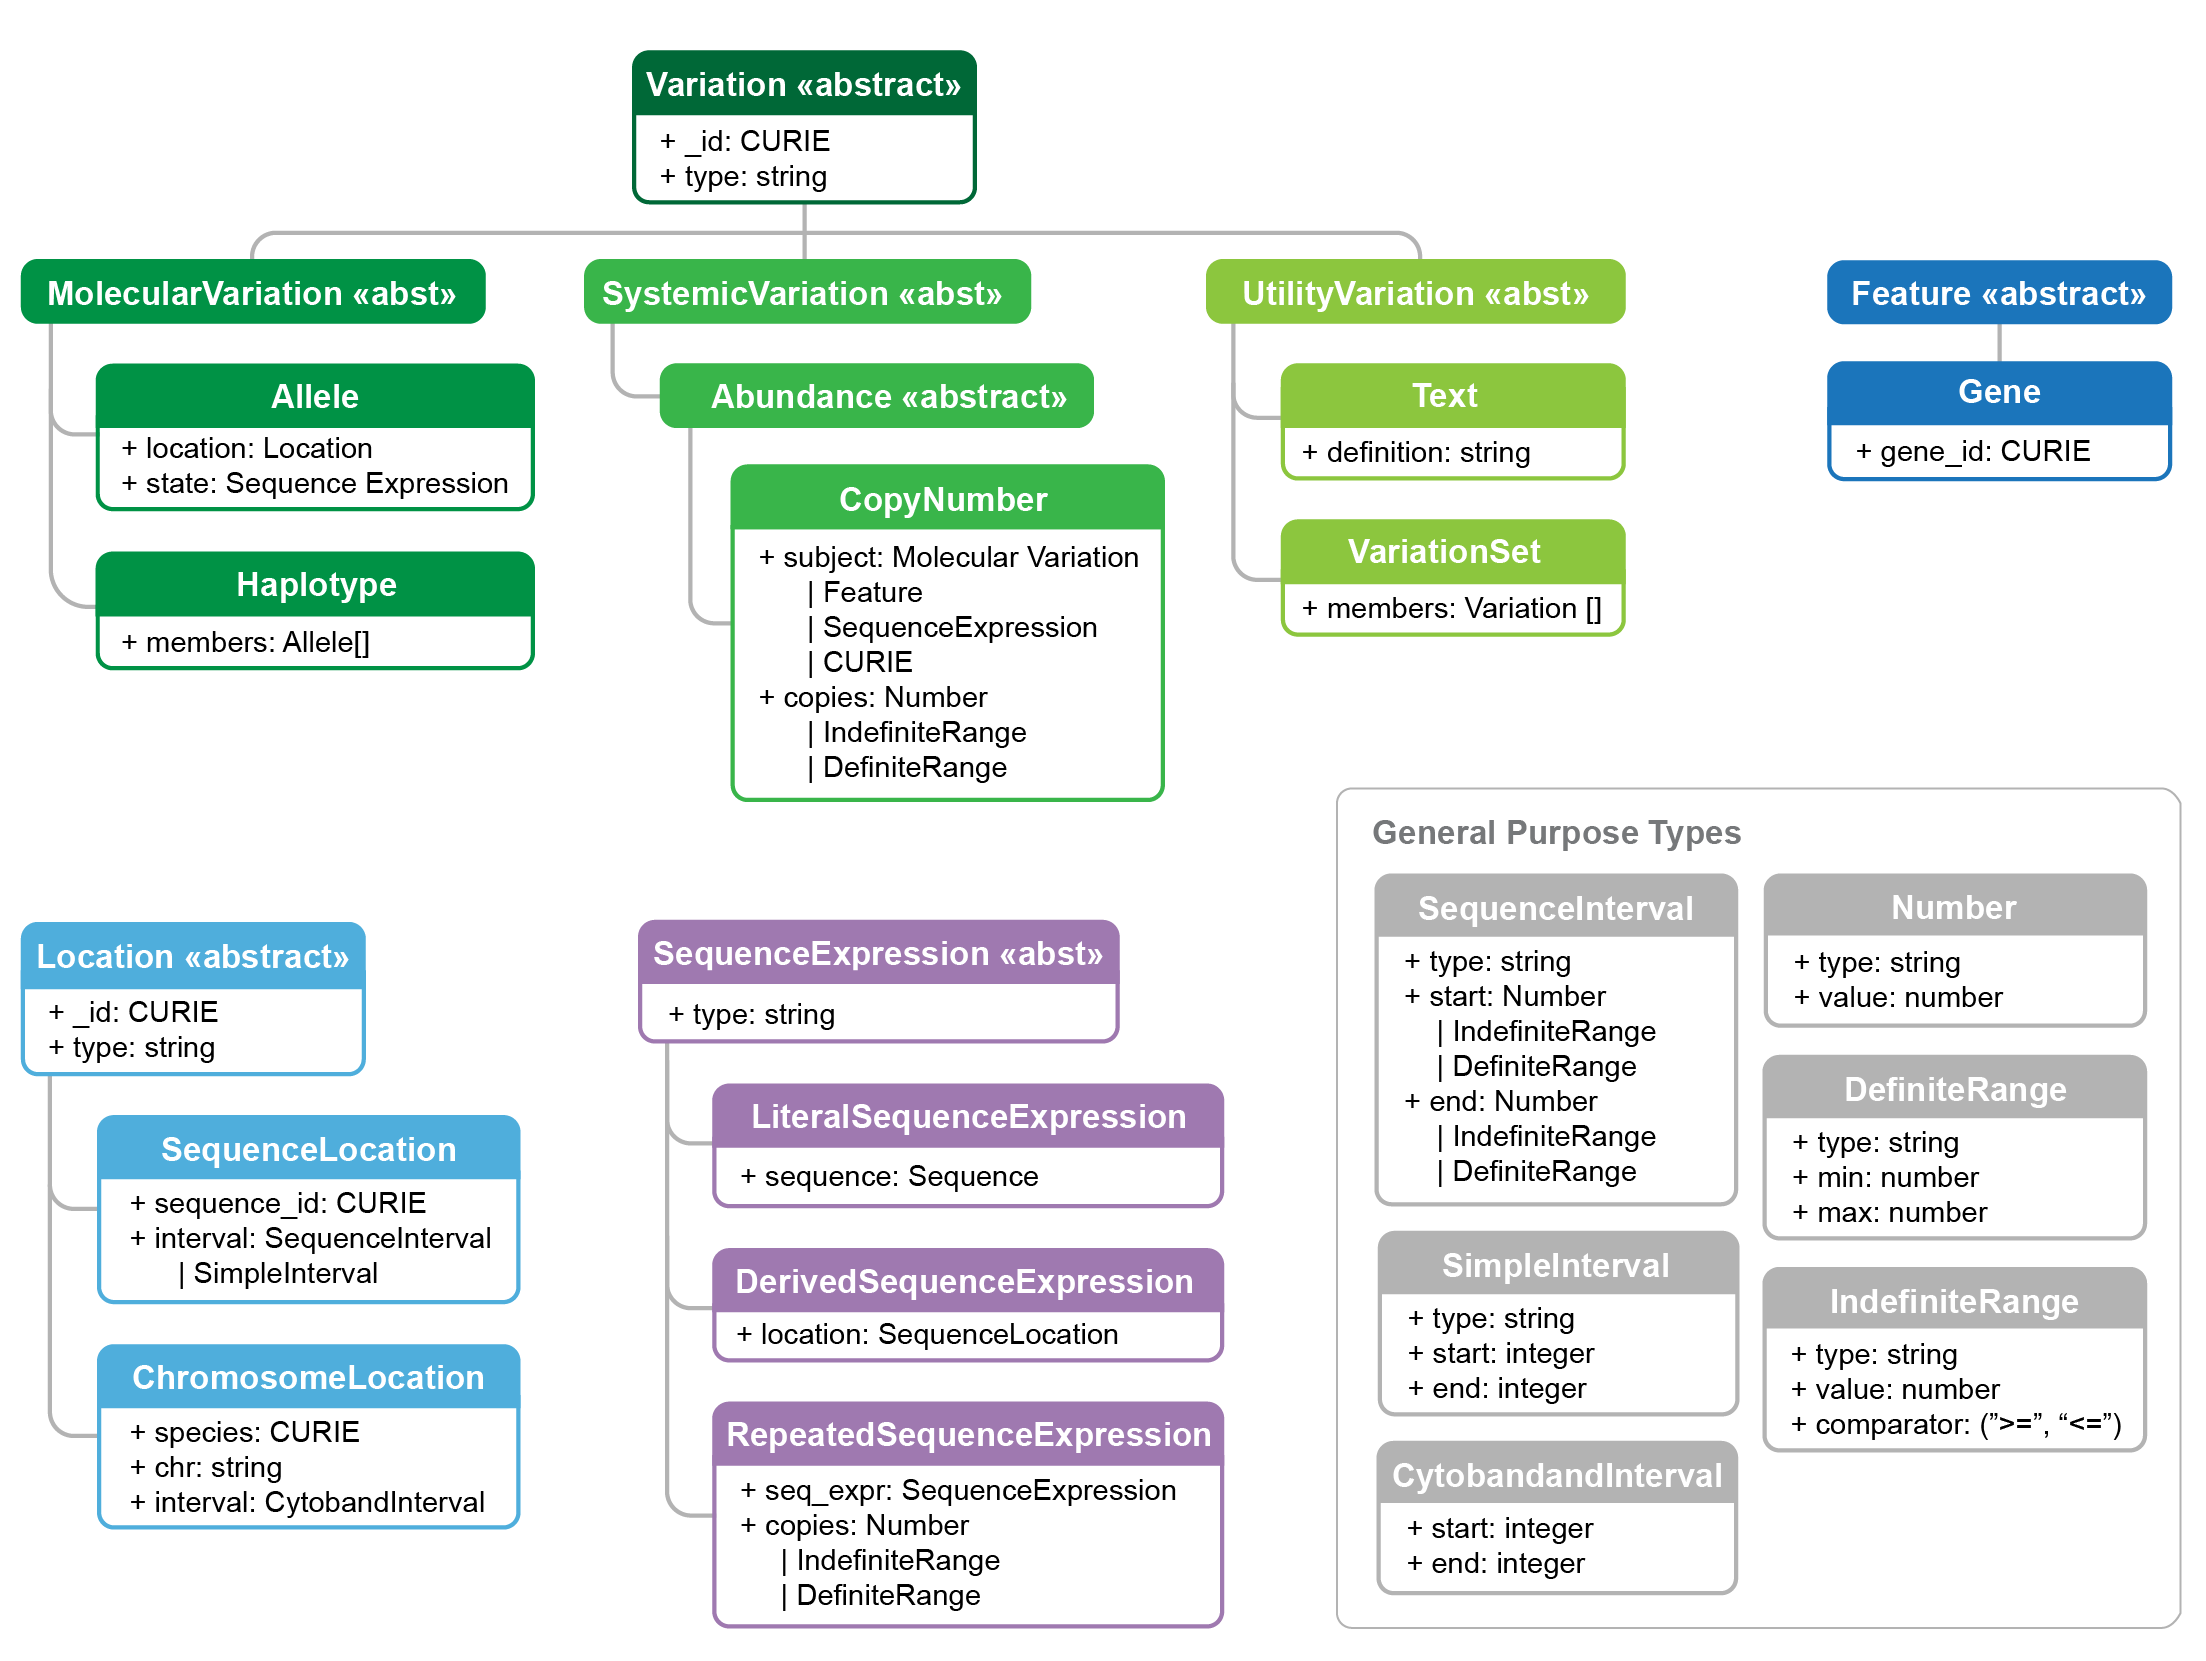 Variation «abstract»
+ _id: CURIE
+ type: string
MolecularVariation «abst»
Allele
+ location: Location
+ state: Sequence Expression
Haplotype
+ members: Allele[]
SystemicVariation «abst»
Abundance «abstract»
CopyNumber
+ subject: Molecular Variation
| Feature
| SequenceExpression
| CURIE
+ copies: Number
| IndefiniteRange
| DefiniteRange
UtilityVariation «abst»
Text
+ definition: string
VariationSet
+ members: Variation []
Feature «abstract»
Gene
+ gene_id: CURIE
Location «abstract»
+ _id: CURIE
+ type: string
SequenceLocation
+ sequence_id: CURIE
+ interval: SequenceInterval
| SimpleInterval
ChromosomeLocation
+ species: CURIE
+ chr: string
+ interval: CytobandInterval
SequenceExpression «abst»
+ type: string
LiteralSequenceExpression
+ sequence: Sequence
DerivedSequenceExpression
+ location: SequenceLocation
RepeatedSequenceExpression
+ seq_expr: SequenceExpression
+ copies: Number
| IndefiniteRange
| DefiniteRange
General Purpose Types
SequenceInterval
+ type: string
+ start: Number
| IndefiniteRange
| DefiniteRange
+ end: Number
| IndefiniteRange
| DefiniteRange
SimpleInterval
+ type: string
+ start: integer
+ end: integer
CytobandandInterval
+ start: integer
+ end: integer
Number
+ type: string
+ value: number
DefiniteRange
+ type: string
+ min: number
+ max: number
IndefiniteRange
+ type: string
+ value: number
+ comparator: (”>=”, “<=”)